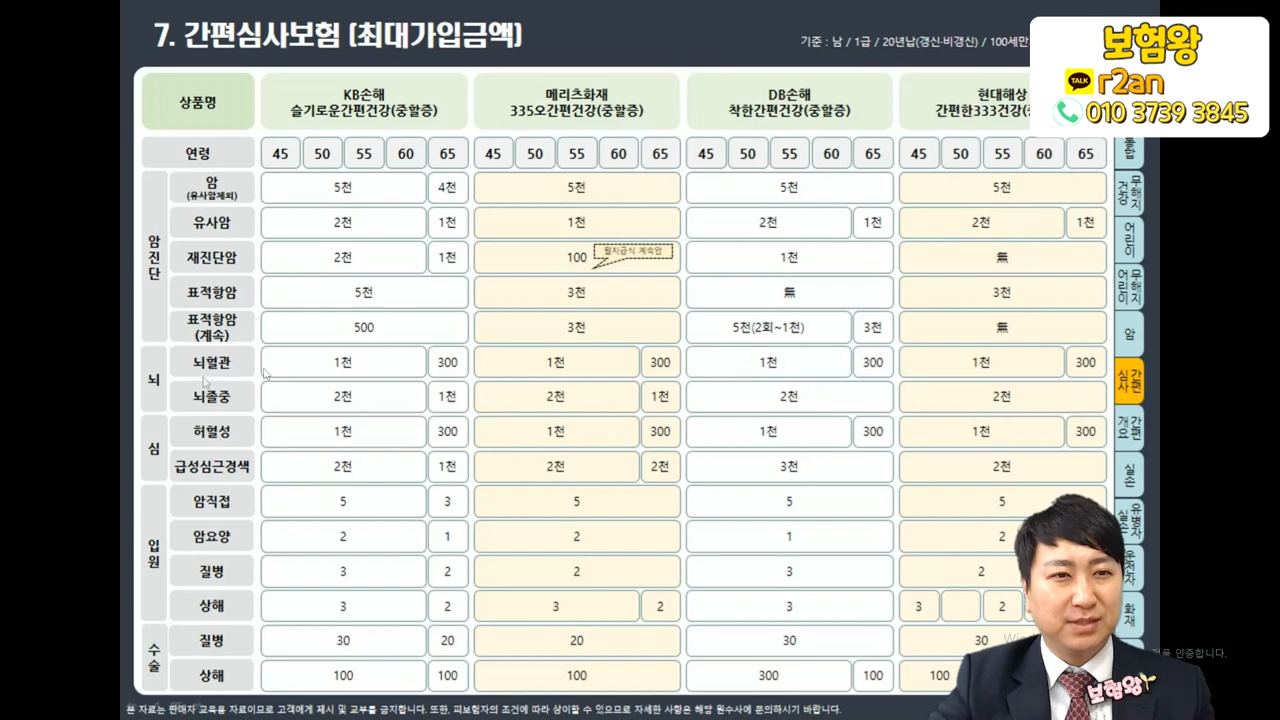 7. 간편심사보험 (최대가입금액)
기준 : 남 / 1급 / 20년납(갱신·비갱신) / 100세만
보험왕
TALK r2an
010 3739 3845
상품명 KB손해 슬기로운간편건강(중할증) 메리츠화재 335오간편건강(중할증) DB손해 착한간편건강(중할증) 현대해상 간편한333건강(
연령 45 50 55 60 65 45 50 55 60 65 45 50 55 60 65 45 50 55 60 65
암진단
암 (유사암제외) 5천 4천 5천 5천 5천
유사암 2천 1천 1천 2천 1천 2천 1천
재진단암 2천 1천 100 월지급식 계속암 1천 無
표적항암 5천 3천 無 3천
표적항암 (계속) 500 3천 5천(2회~1천) 3천 無
뇌
뇌혈관 1천 300 1천 300 1천 300 1천 300
뇌졸중 2천 1천 2천 1천 2천 2천
심
허혈성 1천 300 1천 300 1천 300 1천 300
급성심근경색 2천 1천 2천 2천 3천 2천
입원
암직접 5 3 5 5 5
암요양 2 1 2 1 2
질병 3 2 2 3 2
상해 3 2 3 2 3 3 2
수술
질병 30 20 20 30 30
상해 100 100 100 300 100 100
통합
무해지건강
어린이
무해지어린이
암
간편심사
간편개요
실손
유병자실손
운전자
화재
Win
정품 인증합니다.
보험왕
본 자료는 판매자 교육용 자료이므로 고객에게 제시 및 교부를 금지합니다. 또한, 피보험자의 조건에 따라 상이할 수 있으므로 자세한 사항은 해당 원수사에 문의하시기 바랍니다.